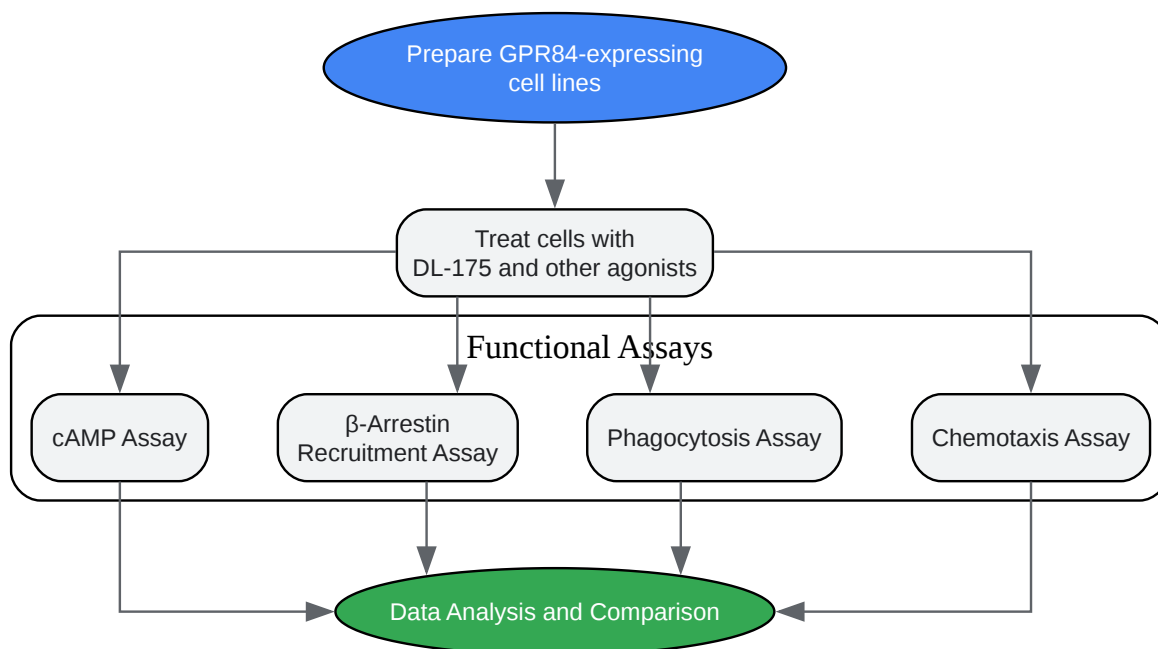 Prepare GPR84-expressing
cell lines
Treat cells with
DL-175 and other agonists
Functional Assays
cAMP Assay
β-Arrestin
Recruitment Assay
Phagocytosis Assay
Chemotaxis Assay
Data Analysis and Comparison